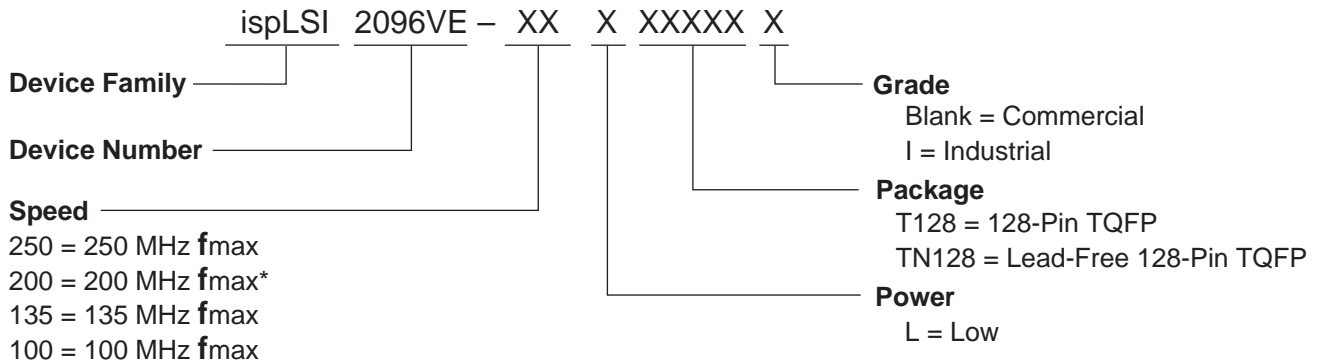 ispLSI 2096VE – XX X XXXXX X
Device Family
Device Number
Speed
250 = 250 MHz fmax
200 = 200 MHz fmax*
135 = 135 MHz fmax
100 = 100 MHz fmax
Grade
Blank = Commercial
I = Industrial
Package
T128 = 128-Pin TQFP
TN128 = Lead-Free 128-Pin TQFP
Power
L = Low